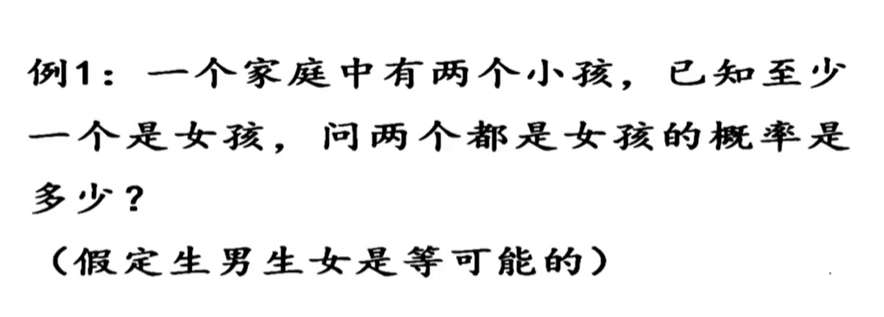 例1：一个家庭中有两个小孩，已知至少
一个是女孩，问两个都是女孩的概率是
多少？
（假定生男生女是等可能的）